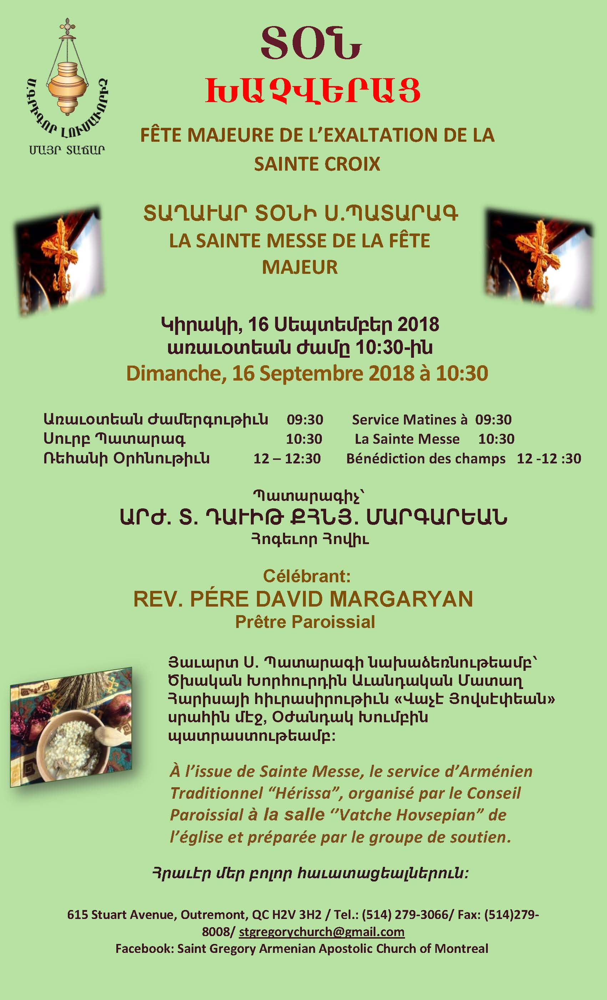 Ս.ԳՐԻԳՈՐ ԼՈՒՍԱՒՈՐԻՉ
ՄԱՅՐ ՏԱՃԱՐ
ՏՕՆ
ԽԱՉՎԵՐԱՑ
FÊTE MAJEURE DE L’EXALTATION DE LA
SAINTE CROIX
ՏԱՂԱՒԱՐ ՏՕՆԻ Ս.ՊԱՏԱՐԱԳ
LA SAINTE MESSE DE LA FÊTE
MAJEUR
Կիրակի, 16 Սեպտեմբեր 2018
առաւօտեան ժամը 10:30-ին
Dimanche, 16 Septembre 2018 à 10:30
Առաւօտեան Ժամերգութիւն 09:30 Service Matines à 09:30
Սուրբ Պատարագ 10:30 La Sainte Messe 10:30
Ռեհանի Օրհնութիւն 12 – 12:30 Bénédiction des champs 12 -12 :30
Պատարագիչ՝
ԱՐԺ. Տ. ԴԱՒԻԹ ՔՀՆՅ. ՄԱՐԳԱՐԵԱՆ
Հոգեւոր Հովիւ
Célébrant:
REV. PÉRE DAVID MARGARYAN
Prêtre Paroissial
Յաւարտ Ս. Պատարագի նախաձեռնութեամբ՝
Ծխական Խորհուրդին Աւանդական Մատաղ
Հարիսայի հիւրասիրութիւն «Վաչէ Յովսէփեան»
սրահին մէջ, Օժանդակ Խումբին
պատրաստութեամբ:
À l’issue de Sainte Messe, le service d’Arménien
Traditionnel “Hérissa”, organisé par le Conseil
Paroissial à la salle ‘’Vatche Hovsepian” de
l’église et préparée par le groupe de soutien.
Հրաւէր մեր բոլոր հաւատացեալներուն:
615 Stuart Avenue, Outremont, QC H2V 3H2 / Tel.: (514) 279-3066/ Fax: (514)279-
8008/ stgregorychurch@gmail.com
Facebook: Saint Gregory Armenian Apostolic Church of Montreal